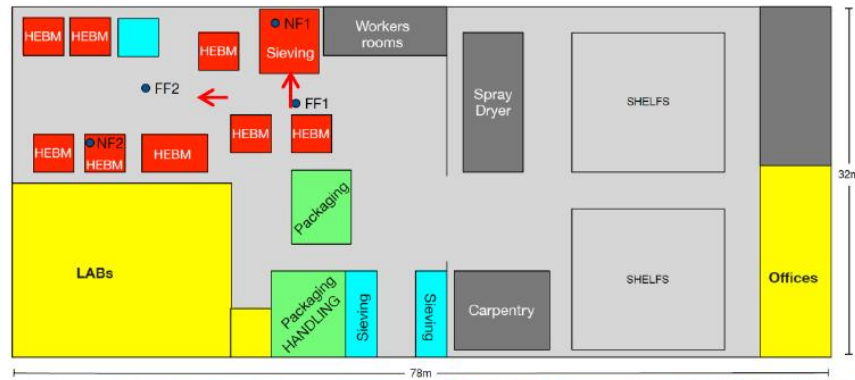 HEBM
HEBM
HEBM
NF1
Sieving
Workers
rooms
FF2
FF1
Spray
Dryer
SHELFS
HEBM
NF2
HEBM
HEBM
HEBM
HEBM
32m
Packaging
LABs
Packaging
HANDLING
Sieving
Sieving
Carpentry
SHELFS
Offices
78m